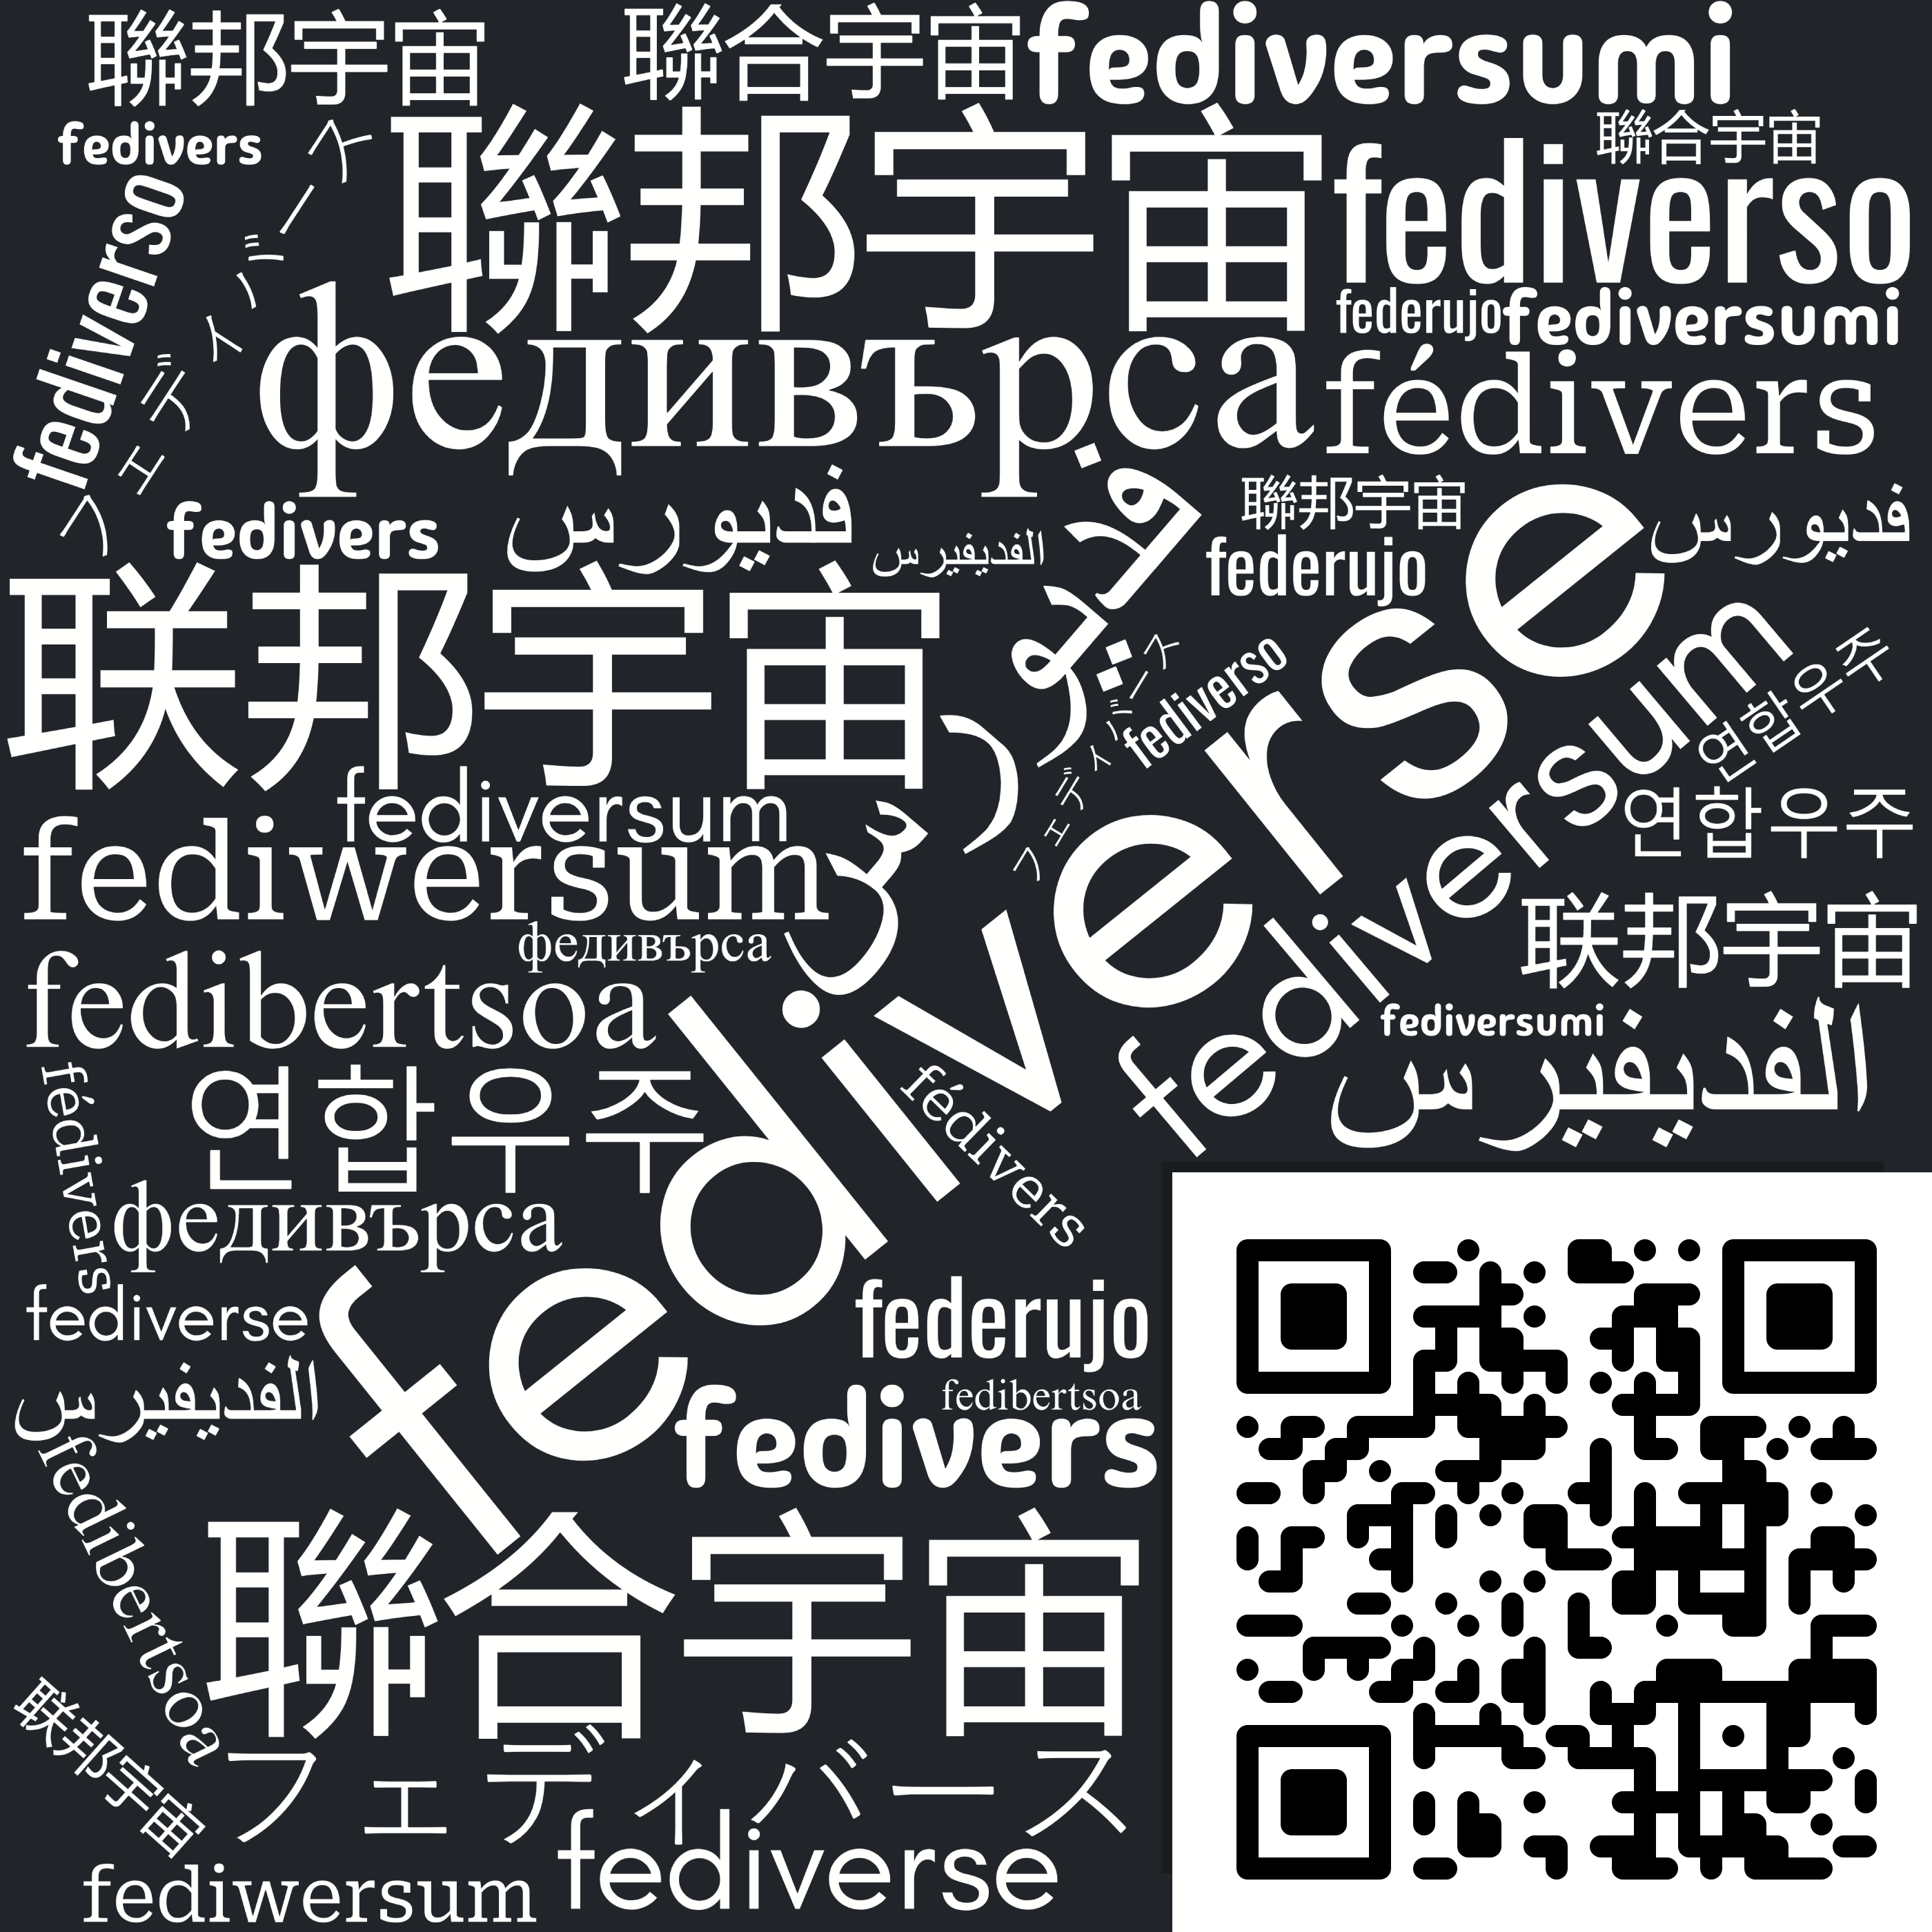 聯邦宇宙
聯合宇宙
fediversumi
fedivers
フェディバース
聯邦宇宙
聯合宇宙
fediverso
fediverso
federujo
fediversumi
федивърса
fédivers
fedivers
فديورس
الفديفيرس
聯邦宇宙
federujo
فديورس
联邦宇宙
فديورس
フェディバース
fediverso
fediverse
fediversum
연합우주
연합우주
fediversum
fediwersum
федивърса
联邦宇宙
fedibertsoa
fediversumi
الفديفيرس
fédivers
연합우주
fédivers
федивърса
fediverse
federujo
الفديفيرس
fedibertsoa
fedivers
fedibertsoa
聯合宇宙
聯邦宇宙
フェディバース
fediverse
fediwersum